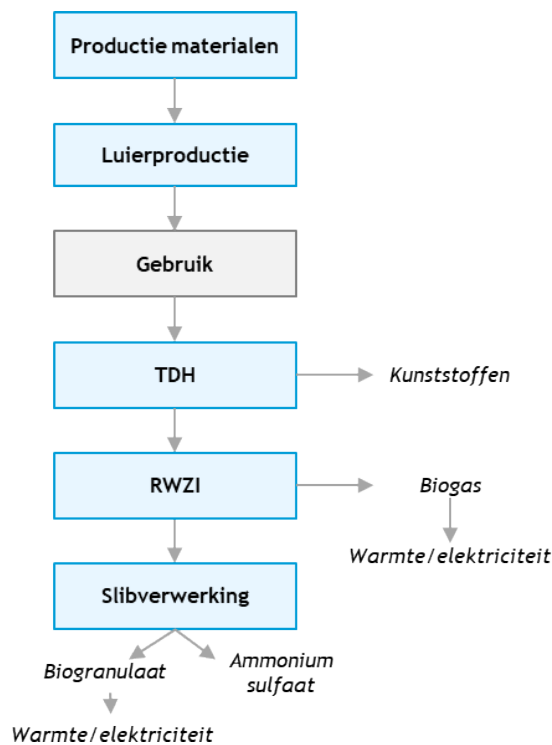 Productie materialen
Luierproductie
Gebruik
TDH
Kunststoffen
RWZI
Biogas
Warmte/elektriciteit
Slibverwerking
Biogranulaat
Ammonium
sulfaat
Warmte/elektriciteit